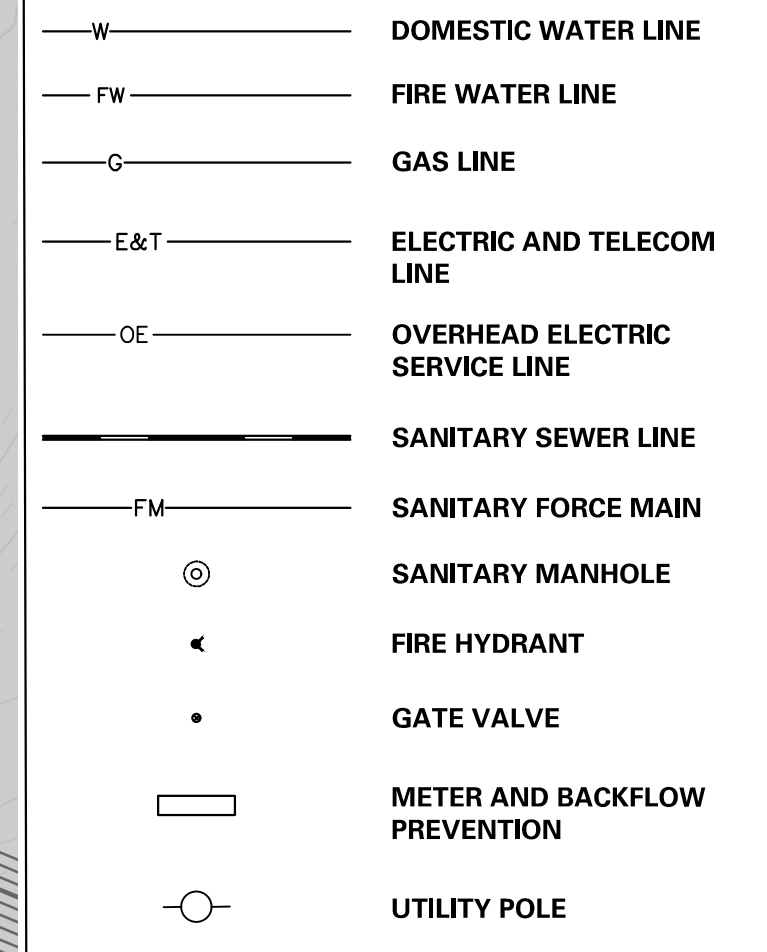 W DOMESTIC WATER LINE
FW FIRE WATER LINE
G GAS LINE
E&T ELECTRIC AND TELECOM
LINE
OE OVERHEAD ELECTRIC
SERVICE LINE
SANITARY SEWER LINE
FM SANITARY FORCE MAIN
SANITARY MANHOLE
FIRE HYDRANT
GATE VALVE
METER AND BACKFLOW
PREVENTION
UTILITY POLE